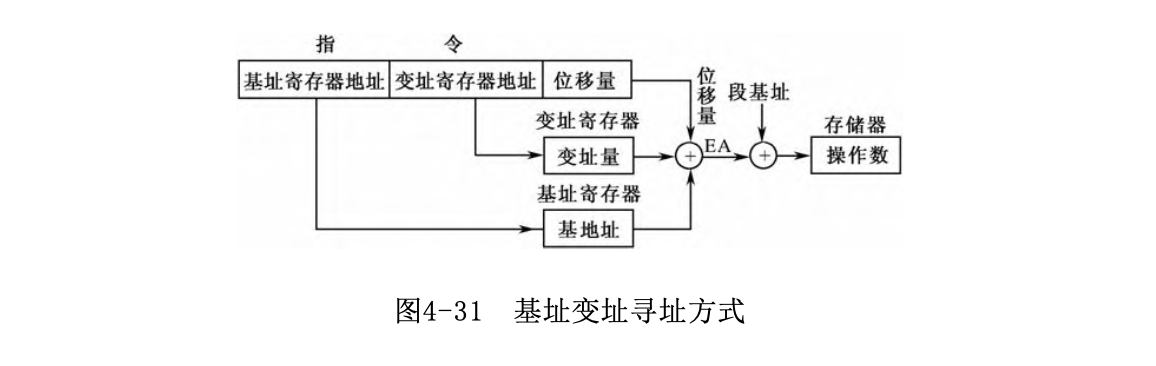 指 令
基址寄存器地址 变址寄存器地址 位移量
位移量
段基址
变址寄存器
存储器
变址量
+
EA
+
操作数
基址寄存器
基地址
图4-31 基址变址寻址方式